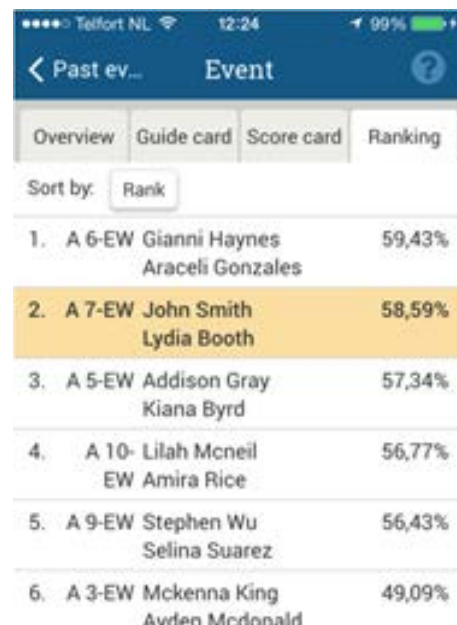 Telfort NL 12:24 99%
Past ev... Event ?
Overview Guide card Score card Ranking
Sort by: Rank
1. A 6-EW Gianni Haynes 59,43%
Araceli Gonzales
2. A 7-EW John Smith 58,59%
Lydia Booth
3. A 5-EW Addison Gray 57,34%
Kiana Byrd
4. A 10- Lilah Mcneil 56,77%
EW Amira Rice
5. A 9-EW Stephen Wu 56,43%
Selina Suarez
6. A 3-EW Mckenna King 49,09%
Ayden Mcdonald